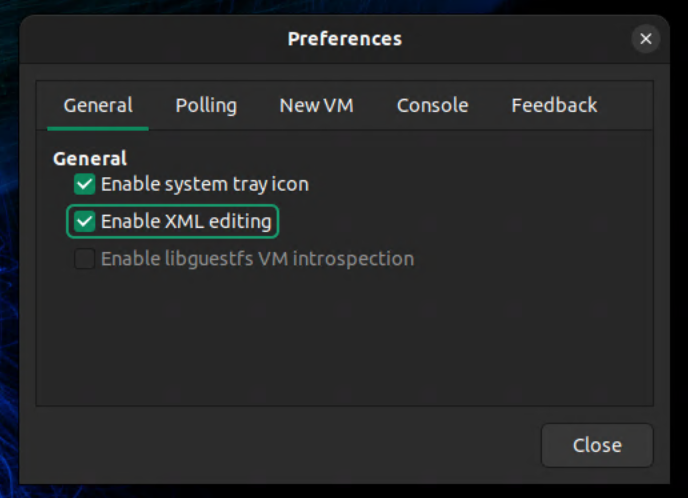 Preferences
General Polling New VM Console Feedback
General
Enable system tray icon
Enable XML editing
Enable libguestfs VM introspection
Close